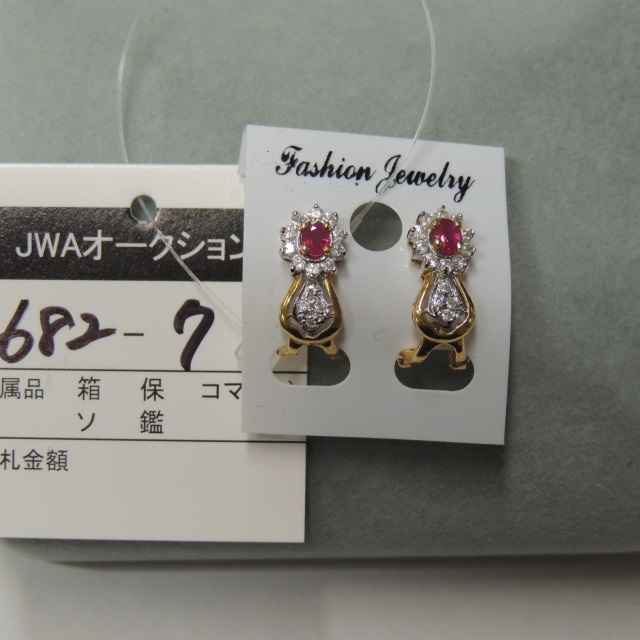 Fashion Jewelry
JWAオークション
682-7
属品 箱 保 コマ
ソ 鑑
札金額